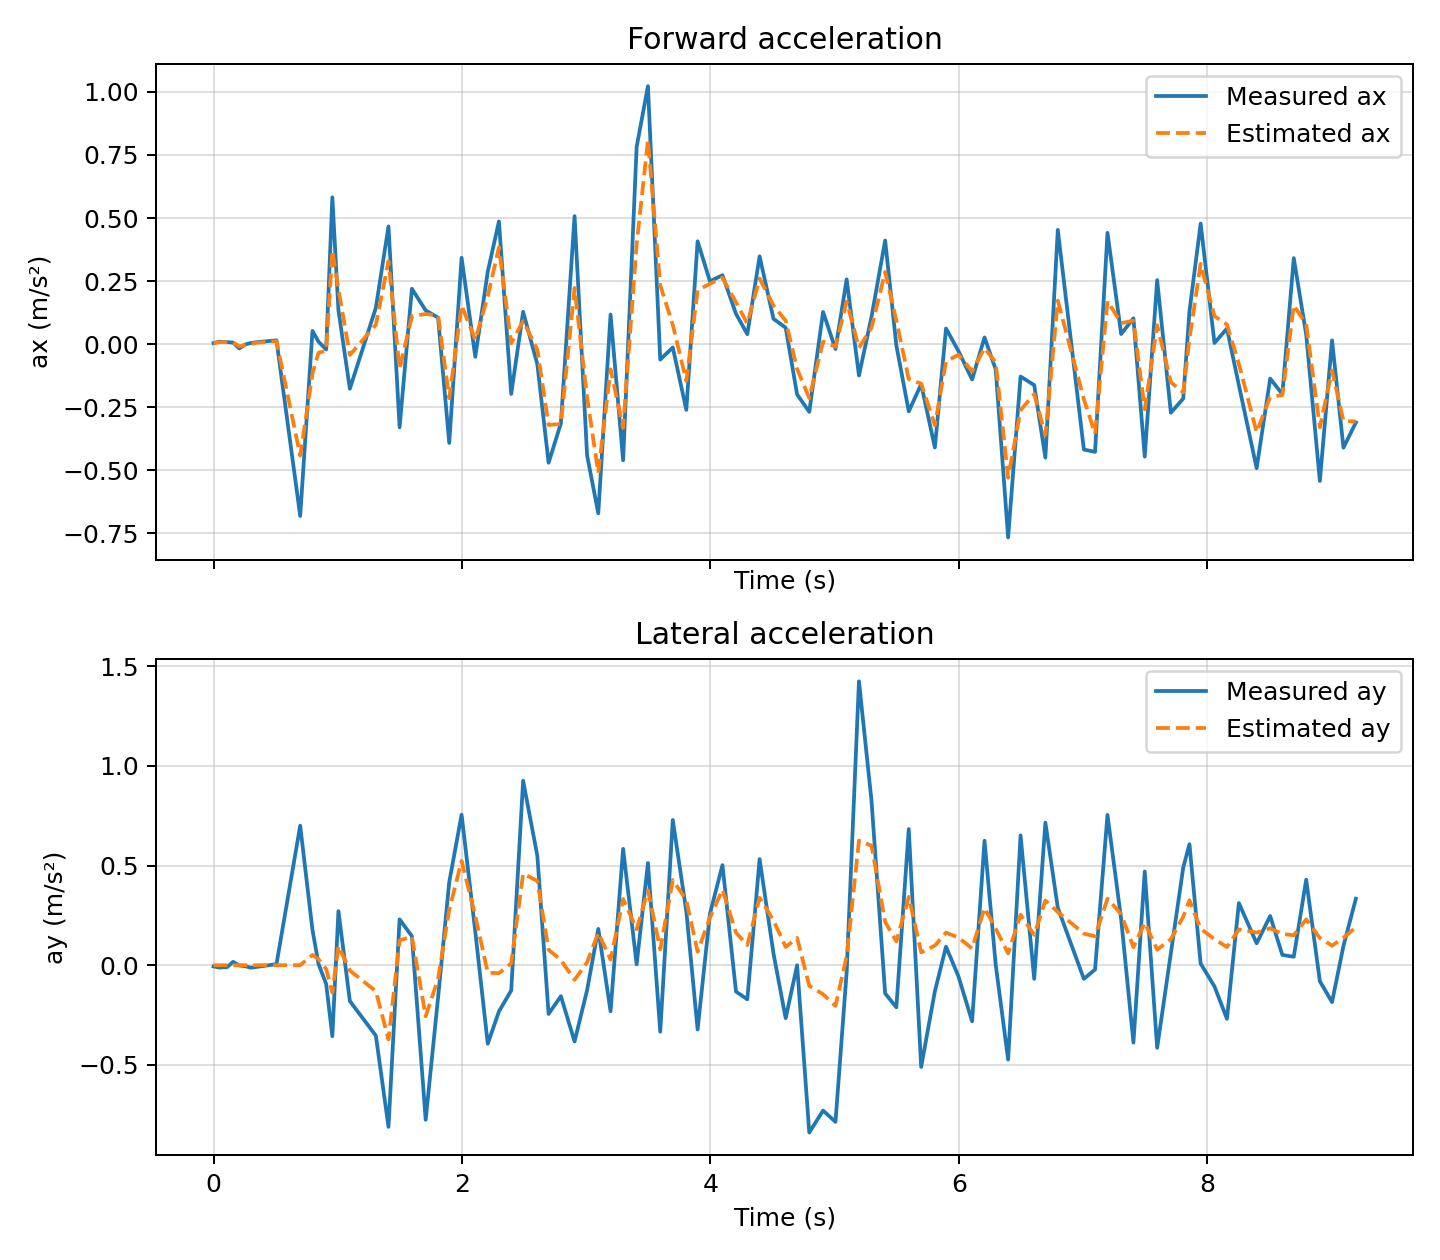 Forward acceleration
1.00
0.75
0.50
0.25
0.00
−0.25
−0.50
−0.75
ax (m/s²)
Measured ax
Estimated ax
Time (s)
Lateral acceleration
1.5
1.0
0.5
0.0
−0.5
ay (m/s²)
Measured ay
Estimated ay
0 2 4 6 8
Time (s)